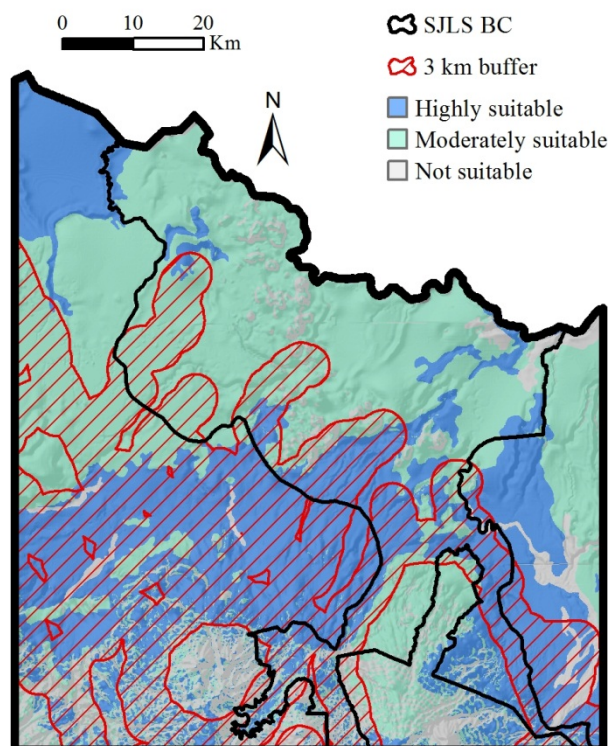 0 10 20
Km
SJLS BC
3 km buffer
N
Highly suitable
Moderately suitable
Not suitable